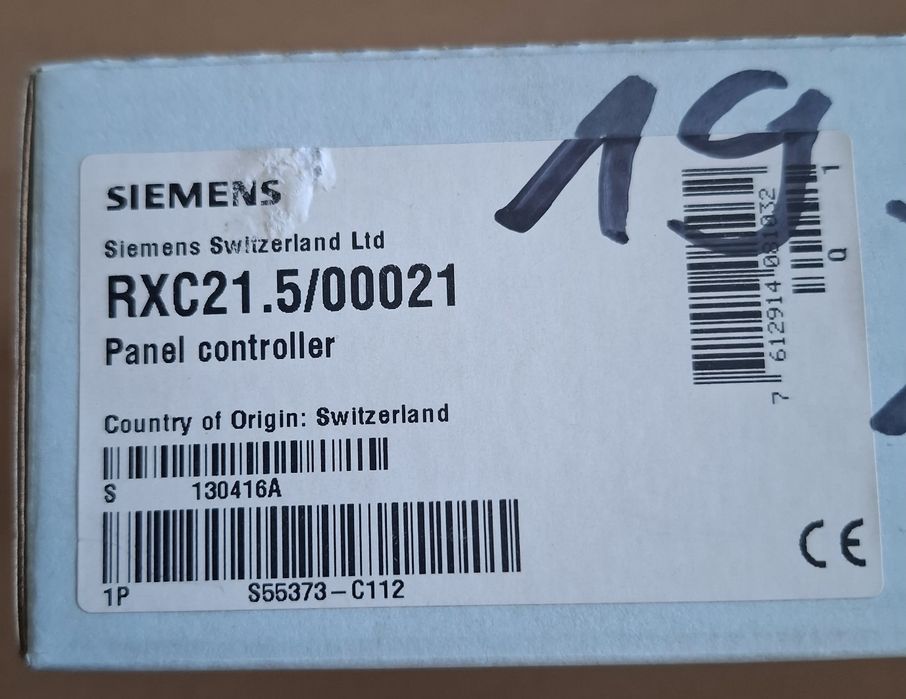 SIEMENS
Siemens Switzerland Ltd
RXC21.5/00021
Panel controller
Country of Origin: Switzerland
S 130416A
1P S55373-C112
19
7 612914 081032
Q 1
CE